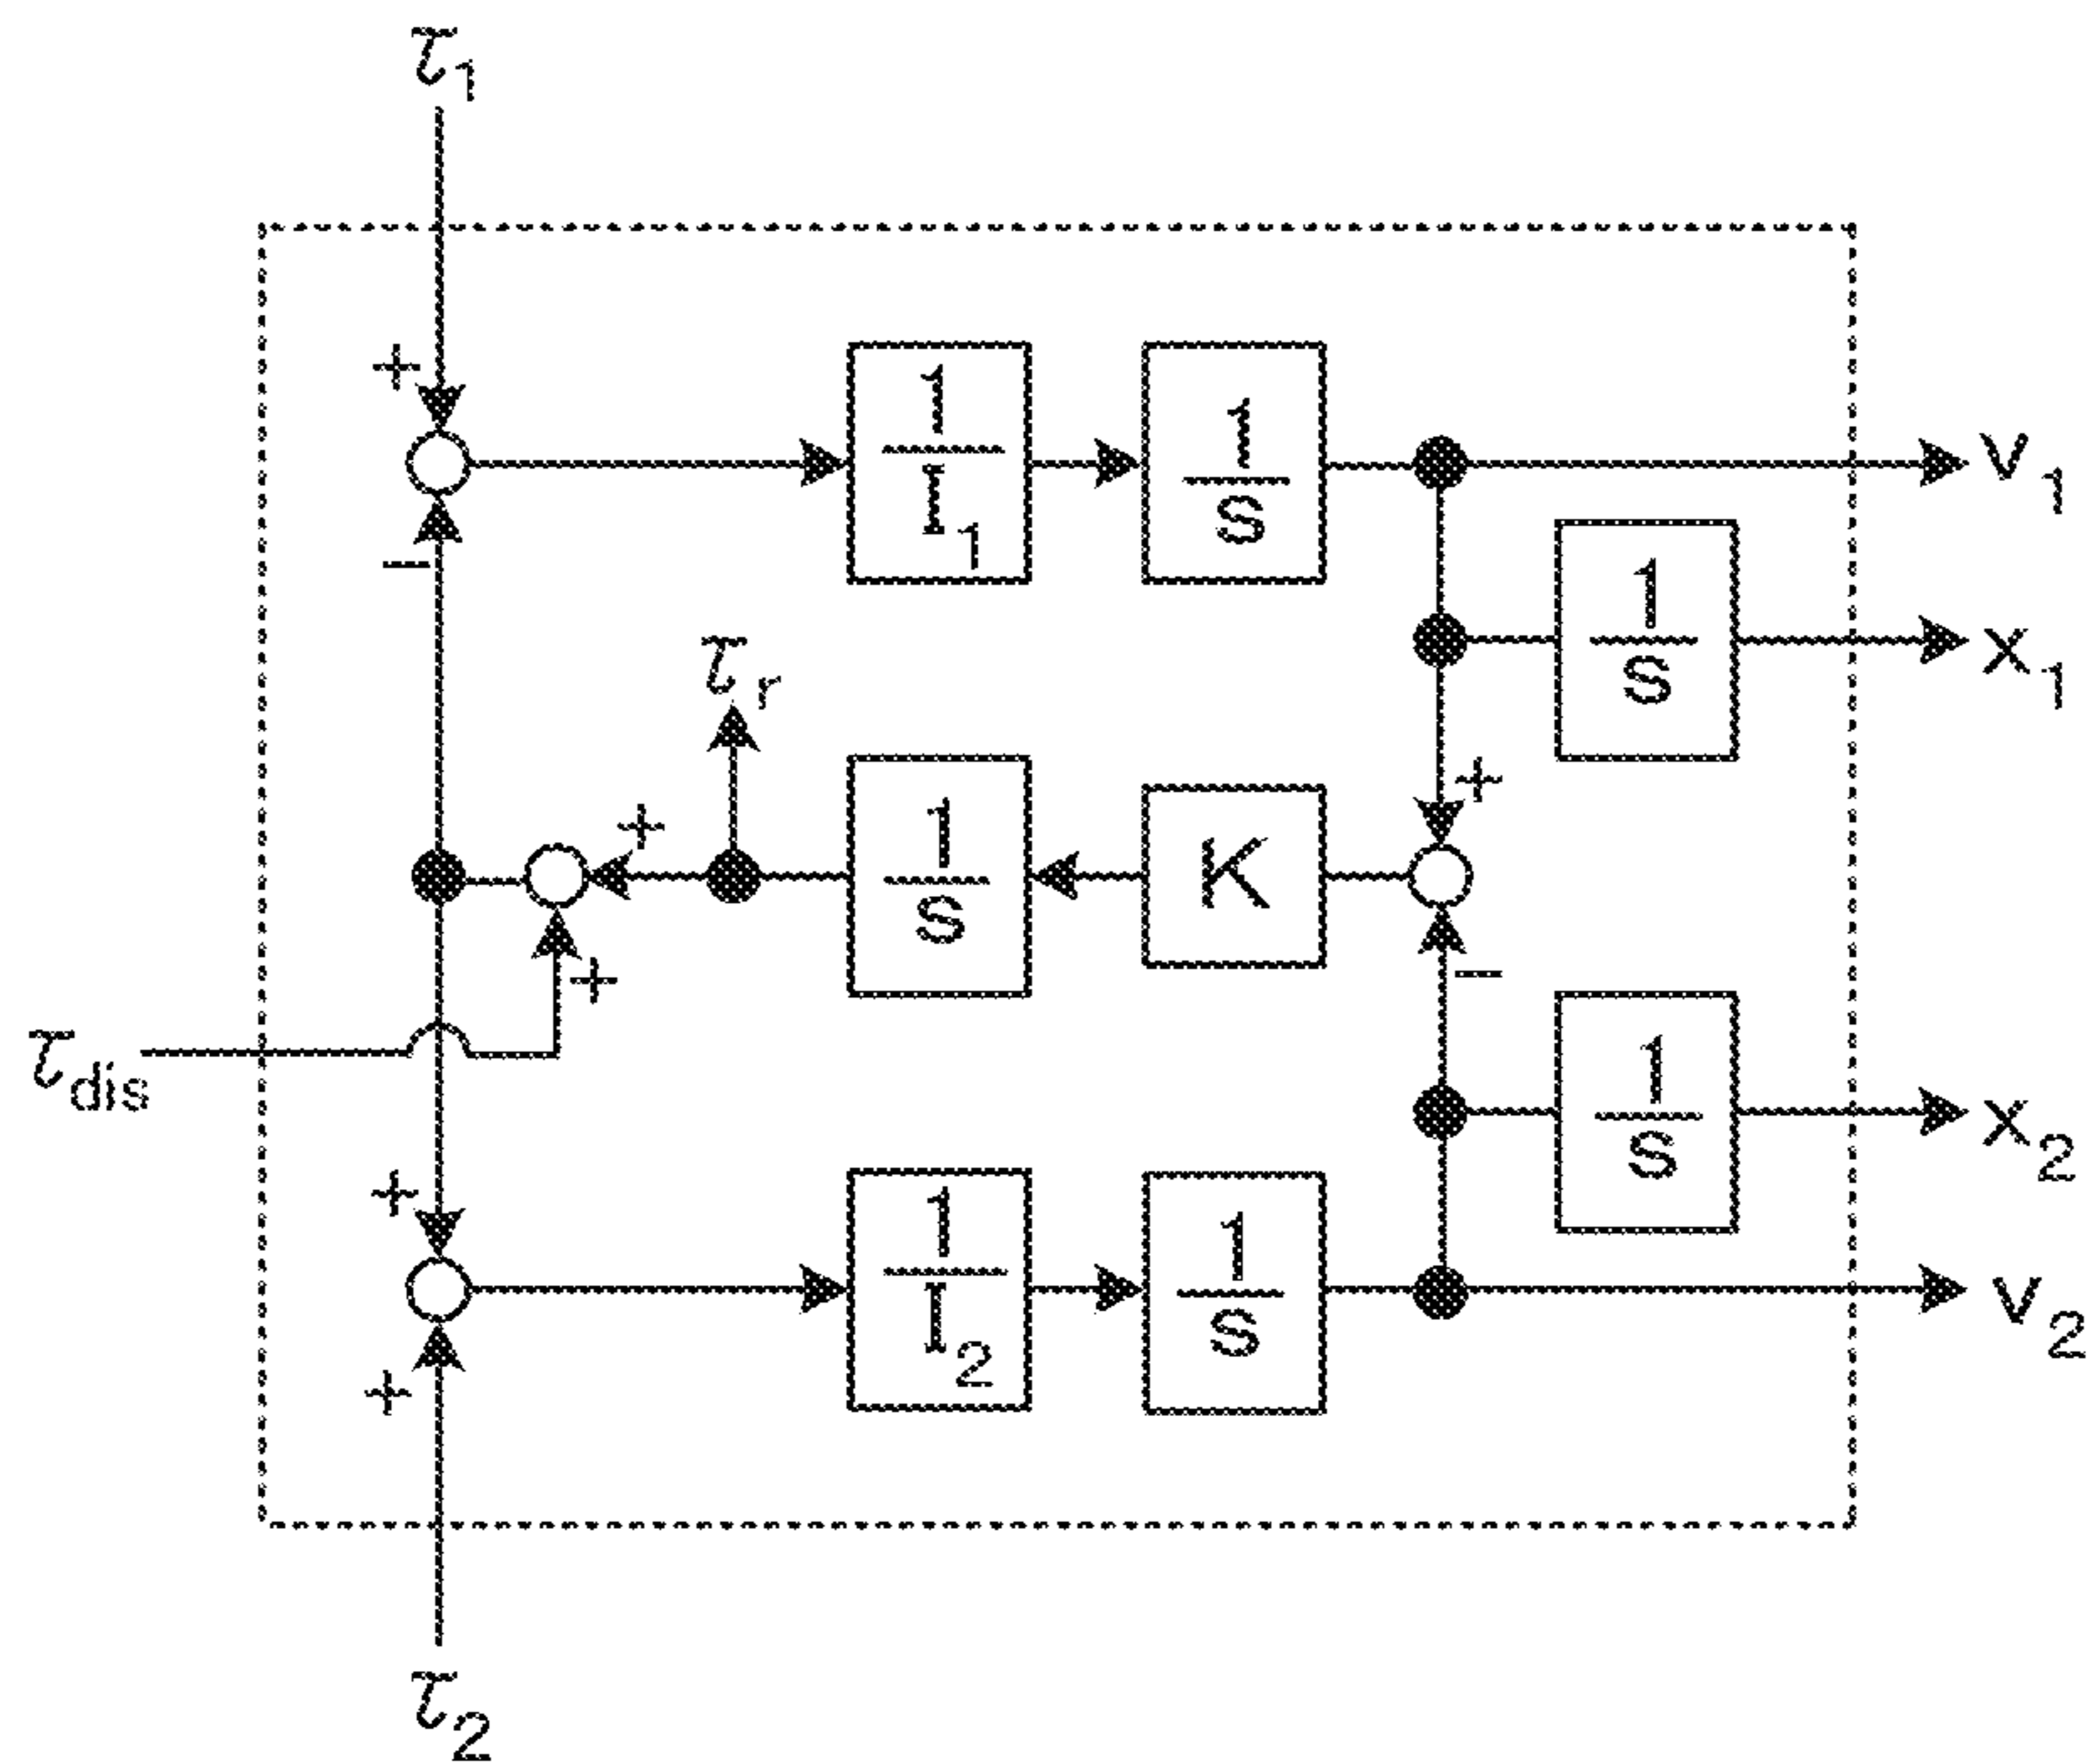 τ₁
+
1/I₁ 1/s v₁
−
1/s x₁
τᵣ
+
+ 1/s K
+
−
τdis
1/s x₂
+
1/I₂ 1/s v₂
+
τ₂